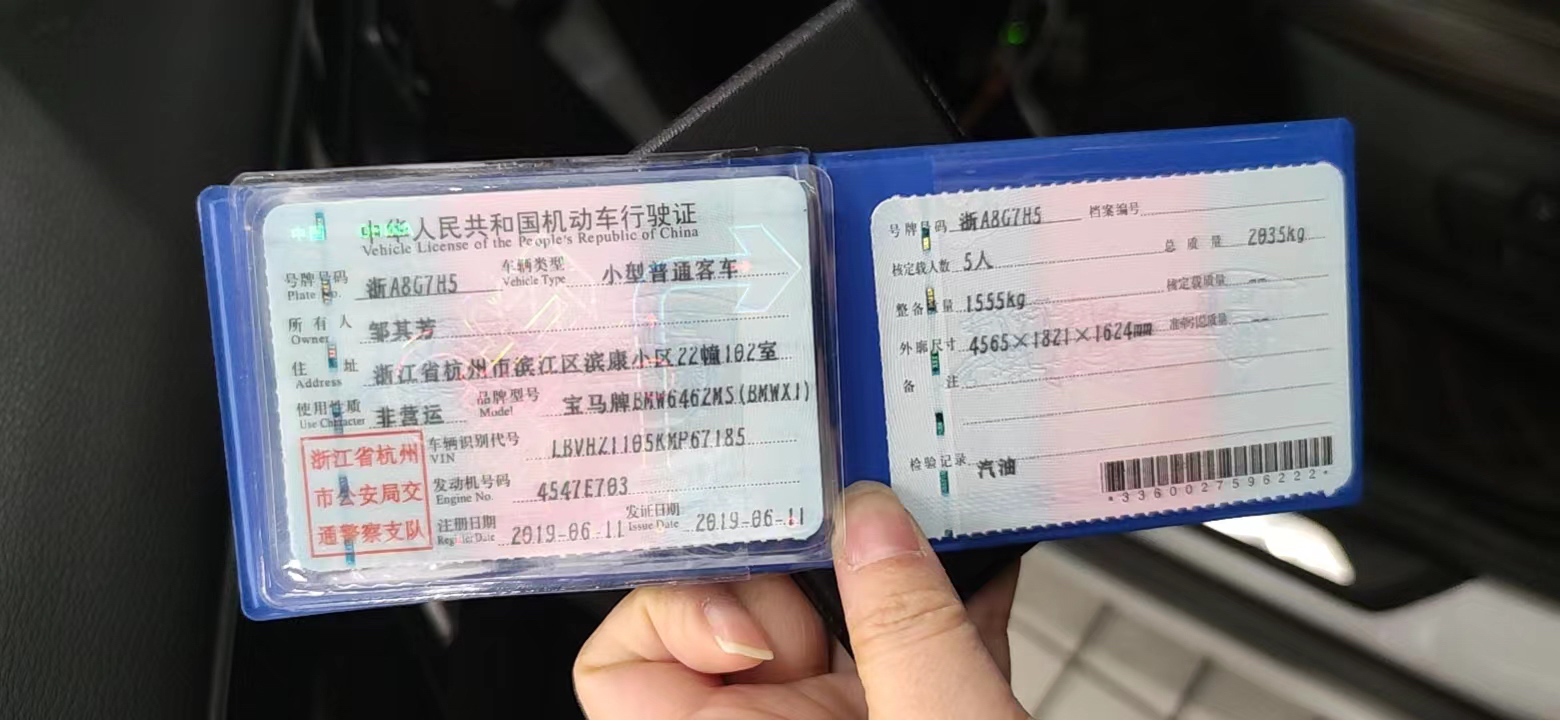 中国 中华人民共和国机动车行驶证
Vehicle License of the People's Republic of China
号牌号码 浙A8G7H5 车辆类型 小型普通客车
Plate No. Vehicle Type
所有人 邹其芳
Owner
住址 浙江省杭州市滨江区滨康小区22幢102室
Address
使用性质 非营运 品牌型号 宝马牌BMW6462MS(BMWX1)
Use Character Model
浙江省杭州
市公安局交
通警察支队
车辆识别代号 LBVHZ1105KMP67185
VIN
发动机号码 4547E703
Engine No.
注册日期 2019-06-11 发证日期 2019-06-11
Register Date Issue Date
号牌号码 浙A8G7H5 档案编号
核定载人数 5人 总质量 2035kg
整备质量 1555kg 核定载质量 --
外廓尺寸 4565×1821×1624mm 准牵引总质量 --
备注
检验记录 汽油
*3360027596222*